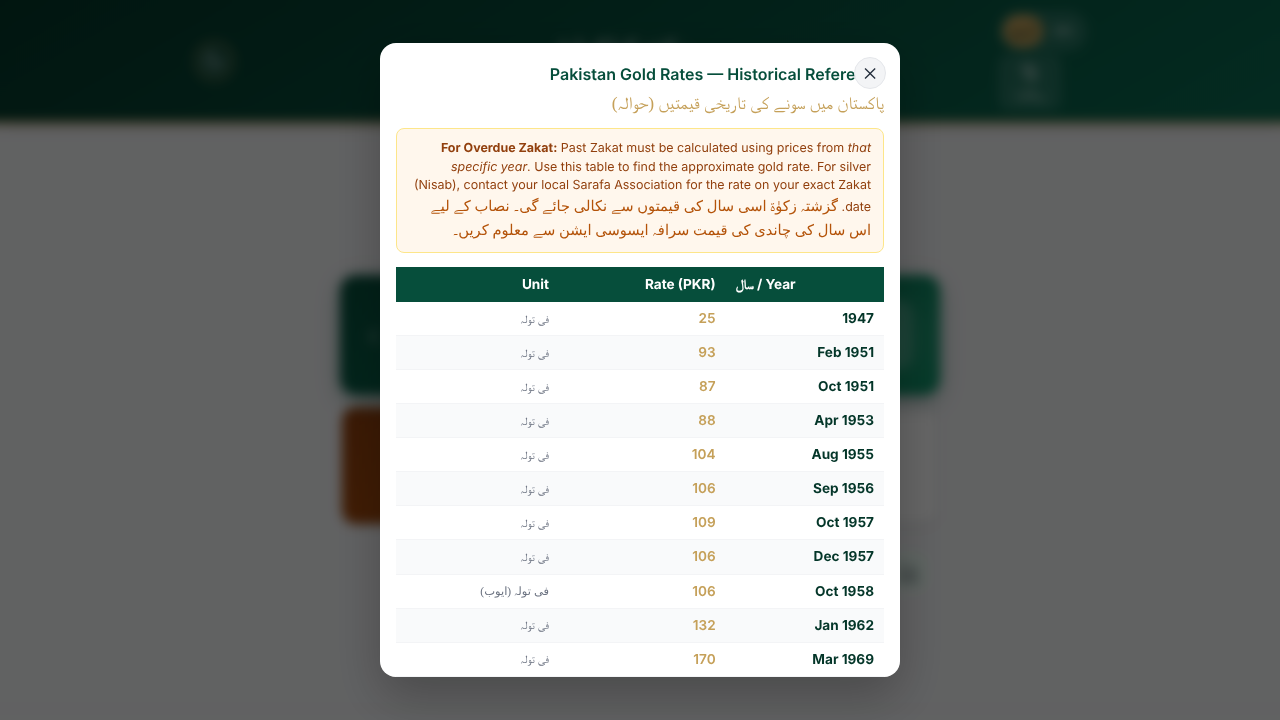 Pakistan Gold Rates — Historical Refere
پاکستان میں سونے کی تاریخی قیمتیں (حوالہ)
For Overdue Zakat: Past Zakat must be calculated using prices from that
specific year. Use this table to find the approximate gold rate. For silver
(Nisab), contact your local Sarafa Association for the rate on your exact Zakat
date. گزشتہ زکوٰۃ اسی سال کی قیمتوں سے نکالی جائے گی۔ نصاب کے لیے
اس سال کی چاندی کی قیمت سرافہ ایسوسی ایشن سے معلوم کریں۔
سال / Year Rate (PKR) Unit
1947 25 فی تولہ
Feb 1951 93 فی تولہ
Oct 1951 87 فی تولہ
Apr 1953 88 فی تولہ
Aug 1955 104 فی تولہ
Sep 1956 106 فی تولہ
Oct 1957 109 فی تولہ
Dec 1957 106 فی تولہ
Oct 1958 106 فی تولہ (ایوب)
Jan 1962 132 فی تولہ
Mar 1969 170 فی تولہ